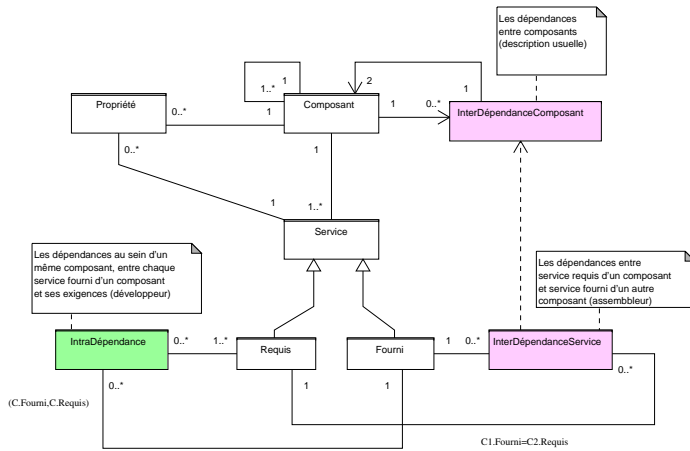 Les dépendances
entre composants
(description usuelle)
1
1..*
2
1
Propriété
0..*
1
Composant
1
0..*
InterDépendanceComposant
0..*
1
1
1..*
Service
Les dépendances au sein d'un
même composant, entre chaque
service fourni d'un composant
et ses exigences (développeur)
Les dépendances entre
service requis d'un composant
et service fourni d'un autre
composant (assembbleur)
IntraDépendance
0..*
1..*
Requis
Fourni
1
0..*
InterDépendanceService
0..*
1
1
0..*
(C.Fourni,C.Requis)
C1.Fourni=C2.Requis